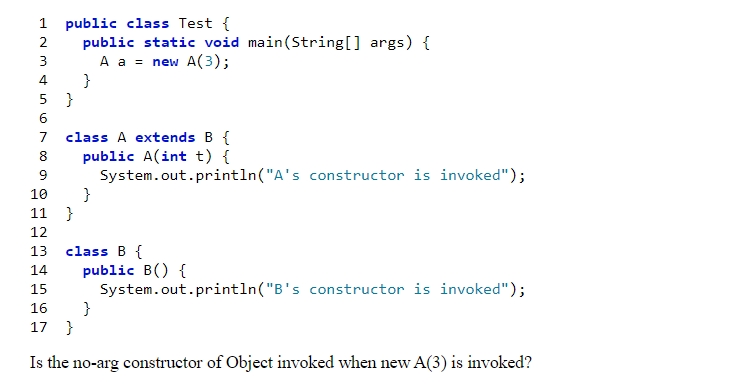 1 public class Test {
2   public static void main(String[] args) {
3     A a = new A(3);
4   }
5 }
6
7 class A extends B {
8   public A(int t) {
9     System.out.println("A's constructor is invoked");
10   }
11 }
12
13 class B {
14   public B() {
15     System.out.println("B's constructor is invoked");
16   }
17 }
Is the no-arg constructor of Object invoked when new A(3) is invoked?